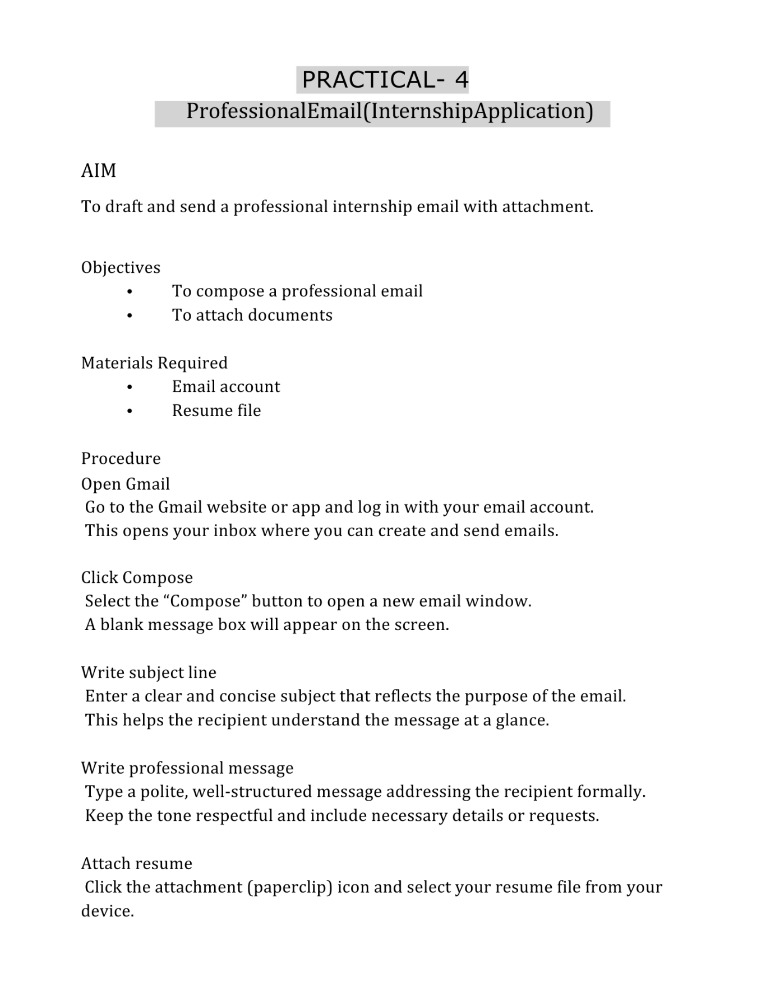 PRACTICAL- 4
ProfessionalEmail(InternshipApplication)
AIM
To draft and send a professional internship email with attachment.
Objectives
• To compose a professional email
• To attach documents
Materials Required
• Email account
• Resume file
Procedure
Open Gmail
Go to the Gmail website or app and log in with your email account.
This opens your inbox where you can create and send emails.
Click Compose
Select the “Compose” button to open a new email window.
A blank message box will appear on the screen.
Write subject line
Enter a clear and concise subject that reflects the purpose of the email.
This helps the recipient understand the message at a glance.
Write professional message
Type a polite, well-structured message addressing the recipient formally.
Keep the tone respectful and include necessary details or requests.
Attach resume
Click the attachment (paperclip) icon and select your resume file from your
device.